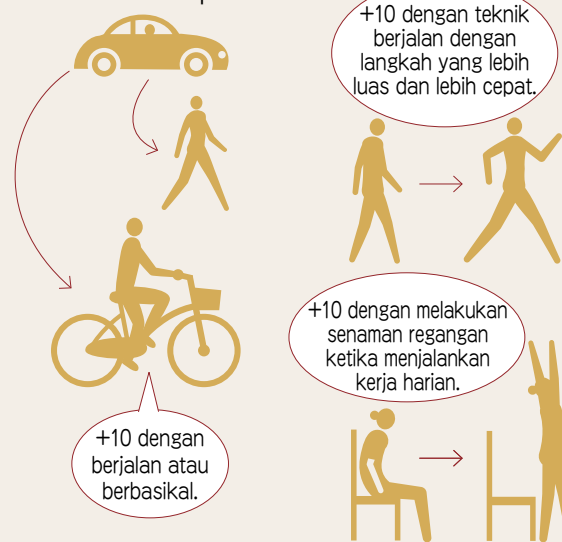 +10 dengan teknik
berjalan dengan
langkah yang lebih
luas dan lebih cepat.
+10 dengan melakukan
senaman regangan
ketika menjalankan
kerja harian.
+10 dengan
berjalan atau
berbasikal.